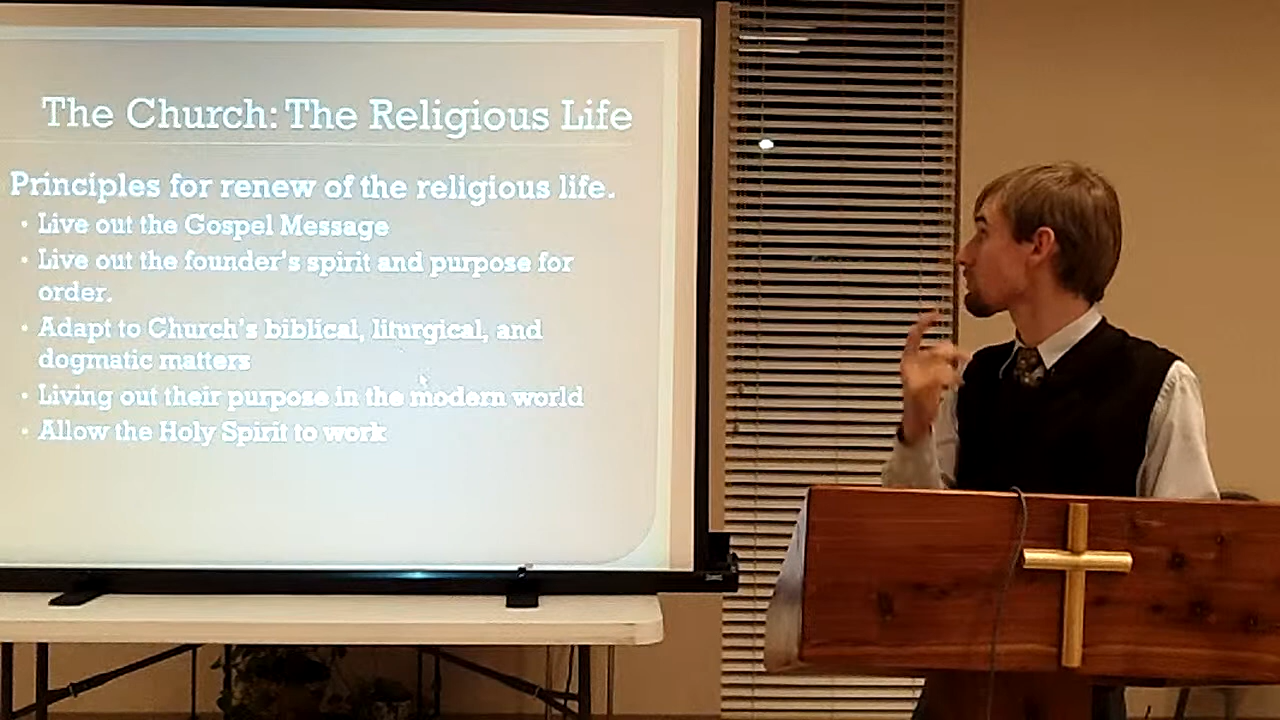 The Church: The Religious Life
Principles for renew of the religious life.
• Live out the Gospel Message
• Live out the founder's spirit and purpose for
order.
• Adapt to Church's biblical, liturgical, and
dogmatic matters
• Living out their purpose in the modern world
• Allow the Holy Spirit to work